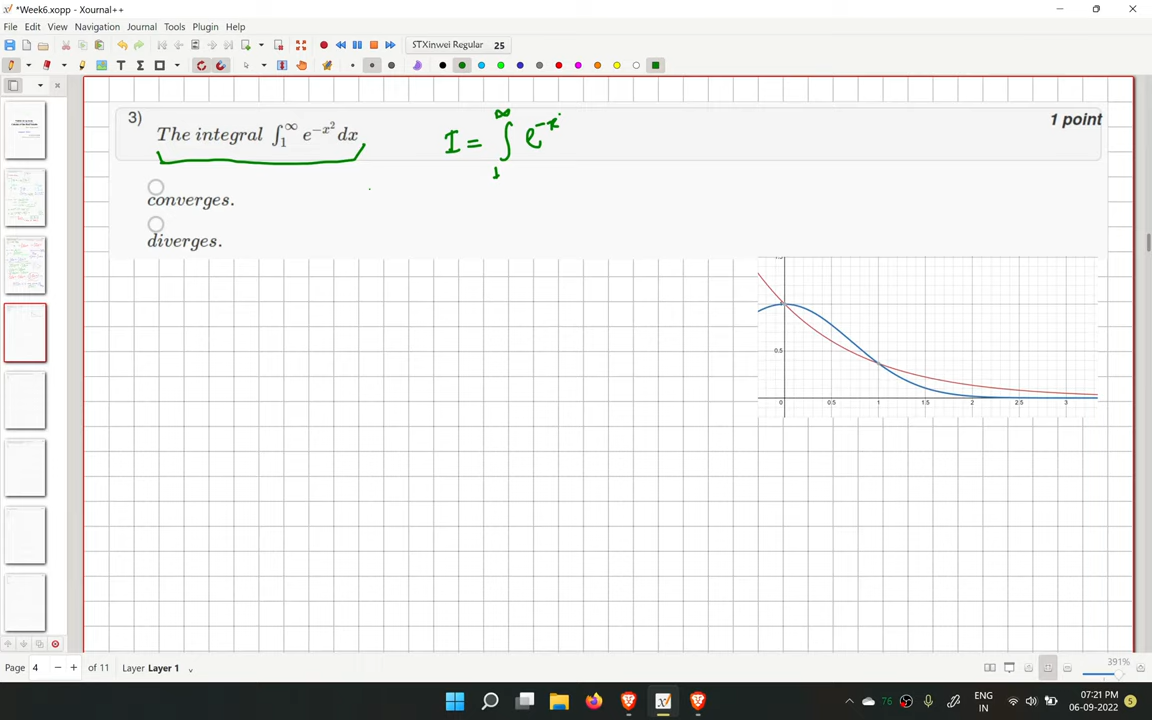 *Week6.xopp - Xournal++
File Edit View Navigation Journal Tools Plugin Help
STXinwei Regular 25
3) The integral ∫₁^∞ e^{-x²} dx
1 point
I = ∫₁^∞ e^{-x
converges.
diverges.
0.5
0 0.5 1 1.5 2 2.5 3
Page 4 of 11 Layer Layer 1
391%
76
ENG
IN
07:21 PM
06-09-2022
5